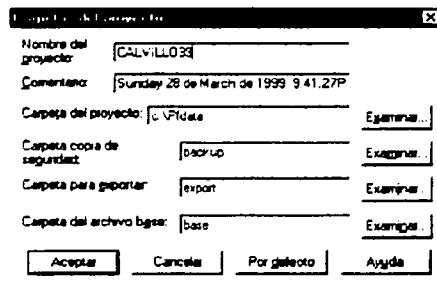 Nombre del proyecto: CALVILLO99
Comentario: Sunday 28 de March de 1999 9.41.27P
Carpeta del proyecto: Examinar...
Carpeta copia de seguridad: backup Examinar...
Carpeta para exportar: export Examinar...
Carpeta del archivo base: base Examinar...
Aceptar Cancelar Por defecto Ayuda